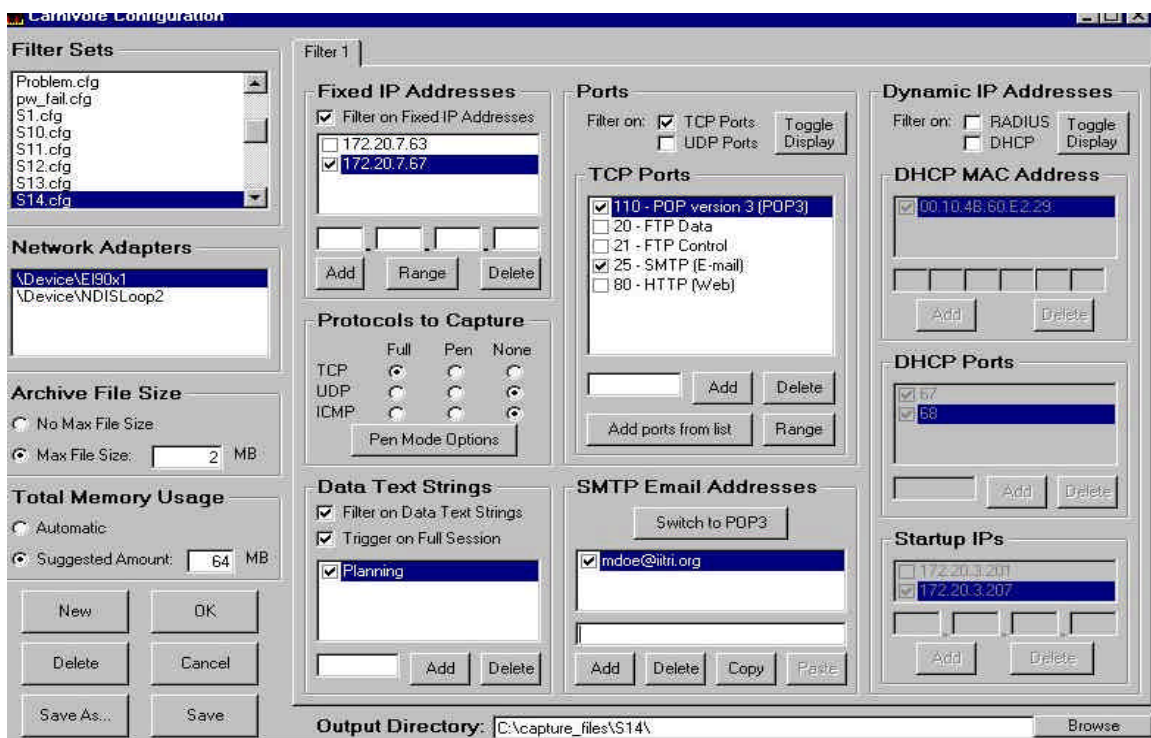 Carnivore Configuration
Filter Sets
Problem.cfg
pw_fail.cfg
S1.cfg
S10.cfg
S11.cfg
S12.cfg
S13.cfg
S14.cfg
Network Adapters
\Device\El90x1
\Device\NDISLoop2
Archive File Size
No Max File Size
Max File Size: 2 MB
Total Memory Usage
Automatic
Suggested Amount: 64 MB
New OK
Delete Cancel
Save As... Save
Filter 1
Fixed IP Addresses
Filter on Fixed IP Addresses
172.20.7.63
172.20.7.67
Add Range Delete
Protocols to Capture
Full Pen None
TCP
UDP
ICMP
Pen Mode Options
Data Text Strings
Filter on Data Text Strings
Trigger on Full Session
Planning
Add Delete
Ports
Filter on: TCP Ports
UDP Ports
Toggle Display
TCP Ports
110 - POP version 3 (POP3)
20 - FTP Data
21 - FTP Control
25 - SMTP (E-mail)
80 - HTTP (Web)
Add Delete
Add ports from list Range
SMTP Email Addresses
Switch to POP3
mdoe@iitri.org
Add Delete Copy Paste
Dynamic IP Addresses
Filter on: RADIUS
DHCP
Toggle Display
DHCP MAC Address
00.10.4B.60.E2.29
Add Delete
DHCP Ports
67
68
Add Delete
Startup IPs
172.20.3.201
172.20.3.207
Add Delete
Output Directory: C:\capture_files\S14\ Browse